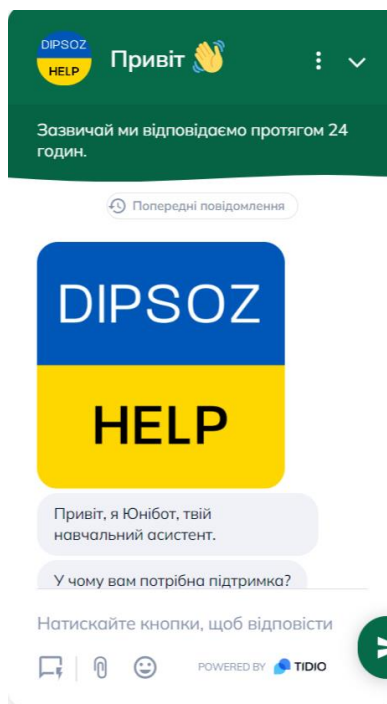 DIPSOZ
HELP
Привіт 👋
Зазвичай ми відповідаємо протягом 24
годин.
Попередні повідомлення
DIPSOZ
HELP
Привіт, я Юнібот, твій
навчальний асистент.
У чому вам потрібна підтримка?
Натискайте кнопки, щоб відповісти
POWERED BY TIDIO